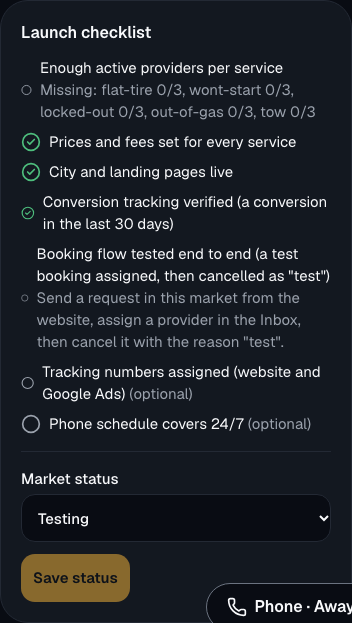 Launch checklist
Enough active providers per service
Missing: flat-tire 0/3, wont-start 0/3,
locked-out 0/3, out-of-gas 0/3, tow 0/3
Prices and fees set for every service
City and landing pages live
Conversion tracking verified (a conversion
in the last 30 days)
Booking flow tested end to end (a test
booking assigned, then cancelled as "test")
Send a request in this market from the
website, assign a provider in the Inbox,
then cancel it with the reason "test".
Tracking numbers assigned (website and
Google Ads) (optional)
Phone schedule covers 24/7 (optional)
Market status
Testing
Save status
Phone · Away